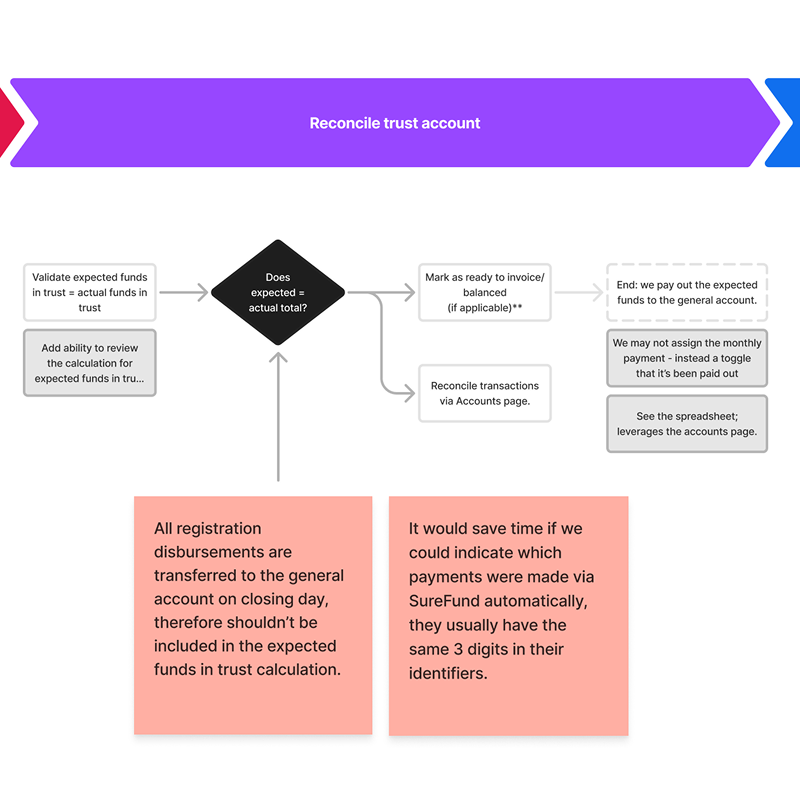 Reconcile trust account
Validate expected funds
in trust = actual funds in
trust
Add ability to review
the calculation for
expected funds in tru...
Does
expected =
actual total?
Mark as ready to invoice/
balanced
(if applicable)**
Reconcile transactions
via Accounts page.
End: we pay out the expected
funds to the general account.
We may not assign the monthly
payment - instead a toggle
that it’s been paid out
See the spreadsheet;
leverages the accounts page.
All registration
disbursements are
transferred to the general
account on closing day,
therefore shouldn’t be
included in the expected
funds in trust calculation.
It would save time if we
could indicate which
payments were made via
SureFund automatically,
they usually have the
same 3 digits in their
identifiers.